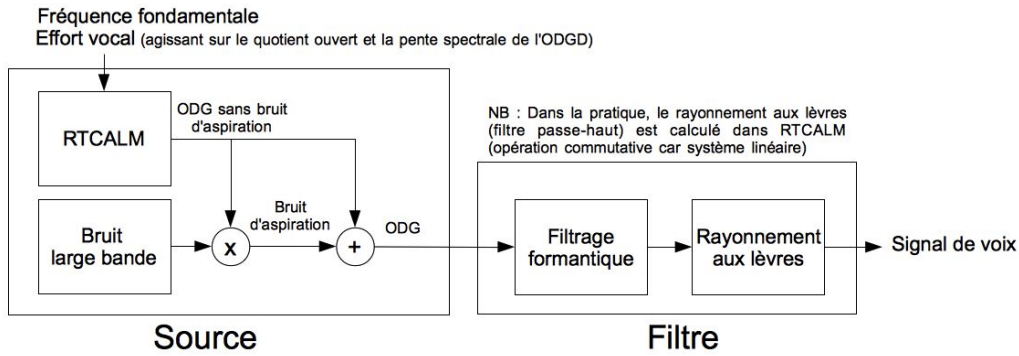 Fréquence fondamentale
Effort vocal (agissant sur le quotient ouvert et la pente spectrale de l'ODGD)
RTCALM
ODG sans bruit
d'aspiration
NB : Dans la pratique, le rayonnement aux lèvres
(filtre passe-haut) est calculé dans RTCALM
(opération commutative car système linéaire)
Bruit
large bande
x
Bruit
d'aspiration
+
ODG
Filtrage
formantique
Rayonnement
aux lèvres
Signal de voix
Source
Filtre